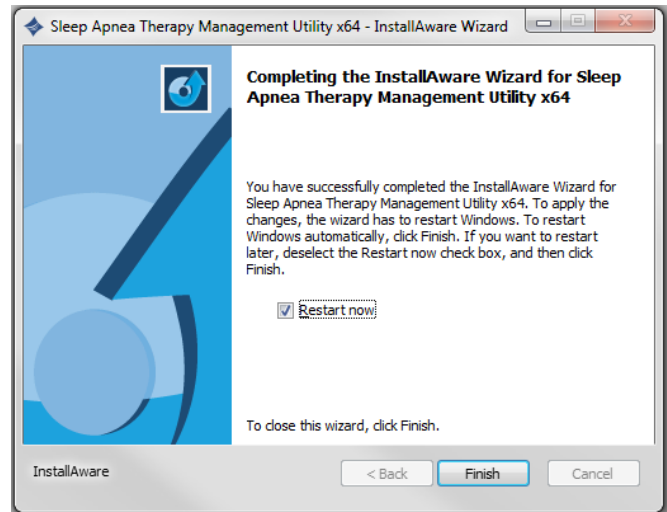 Sleep Apnea Therapy Management Utility x64 - InstallAware Wizard
Completing the InstallAware Wizard for Sleep
Apnea Therapy Management Utility x64
You have successfully completed the InstallAware Wizard for
Sleep Apnea Therapy Management Utility x64. To apply the
changes, the wizard has to restart Windows. To restart
Windows automatically, click Finish. If you want to restart
later, deselect the Restart now check box, and then click
Finish.
Restart now
To close this wizard, click Finish.
InstallAware
< Back
Finish
Cancel